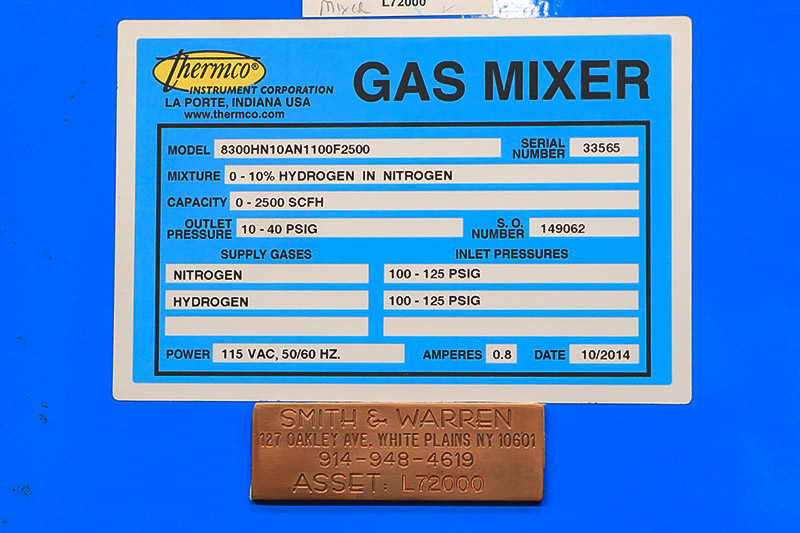 Mixer L72000
thermco®
INSTRUMENT CORPORATION
LA PORTE, INDIANA USA
www.thermco.com
GAS MIXER
MODEL 8300HN10AN1100F2500 SERIAL NUMBER 33565
MIXTURE 0 - 10% HYDROGEN IN NITROGEN
CAPACITY 0 - 2500 SCFH
OUTLET PRESSURE 10 - 40 PSIG S. O. NUMBER 149062
SUPPLY GASES INLET PRESSURES
NITROGEN 100 - 125 PSIG
HYDROGEN 100 - 125 PSIG
POWER 115 VAC, 50/60 HZ. AMPERES 0.8 DATE 10/2014
SMITH & WARREN
127 OAKLEY AVE. WHITE PLAINS NY 10601
914-948-4619
ASSET: L72000